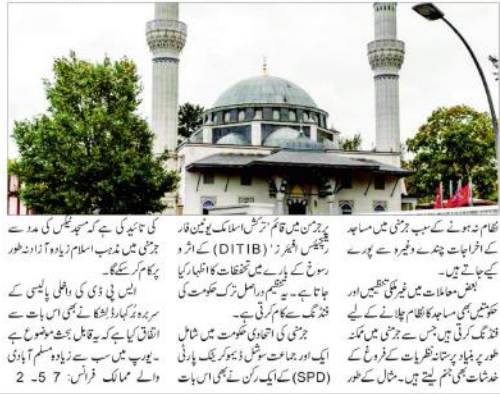 نظام نہ ہونے کے سبب جرمنی میں مساجد
کے اخراجات چندے وغیرہ سے پورے
کیے جاتے ہیں۔
بعض معاملات میں غیر ملکی تنظیمیں اور
حکومتیں بھی مساجد کا نظام چلانے کے لیے
فنڈنگ کرتی ہیں جس سے جرمنی میں ممکنہ
طور پر بنیاد پرستانہ نظریات کے فروغ کے
خدشات بھی جنم لیتے ہیں۔ مثال کے طور
پر جرمن میں قائم 'ترکش اسلامک یونین فار
ریلیجیئس افیئرز' (DITIB) کے اثر و
رسوخ کے بارے میں تحفظات کا اظہار کیا
جاتا ہے۔ یہ تنظیم دراصل ترک حکومت کی
فنڈنگ سے کام کرتی ہے۔
جرمنی کی اتحادی حکومت میں شامل
ایک اور جماعت سوشل ڈیموکریٹک پارٹی
(SPD) کے ایک رکن نے بھی اس بات
کی تائید کی ہے کہ مسجد ٹیکس کی مدد سے
جرمنی میں مذہب اسلام زیادہ آزادنہ طور
پر کام کر سکے گا۔
ایس پی ڈی کی داخلی پالیسی کے
سربراہ بُرکہارڈ لشکا نے بھی اس بات سے
اتفاق کیا ہے کہ یہ قابل بحث موضوع ہے
۔یورپ میں سب سے زیادہ مسلم آبادی
والے ممالک فرانس: 7 5۔ 2